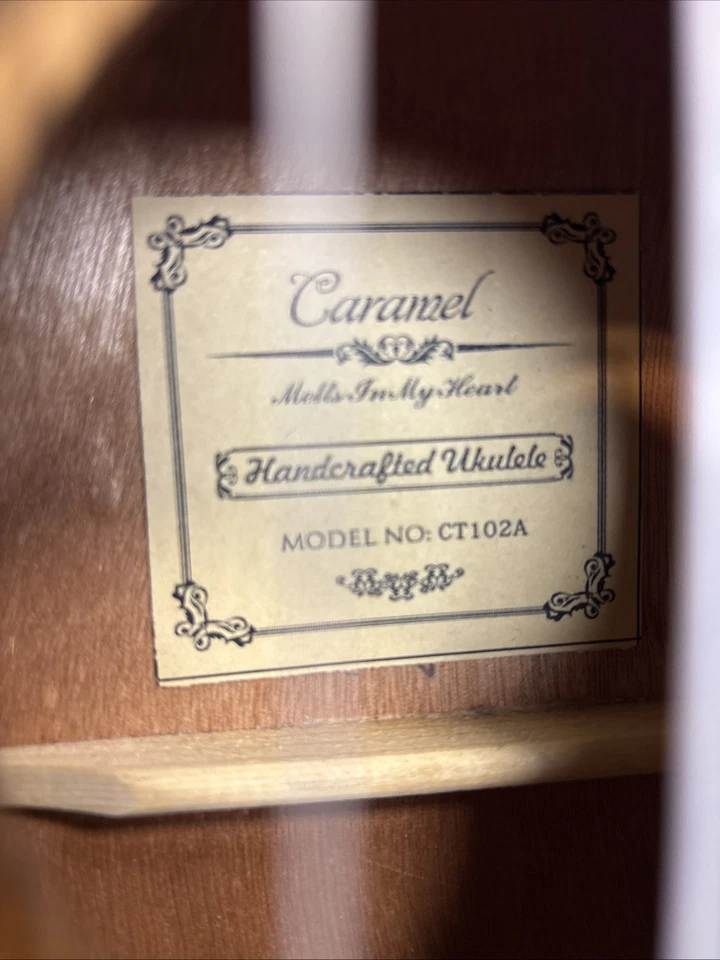 Caramel
Melts In My Heart
Handcrafted Ukulele
MODEL NO: CT102A